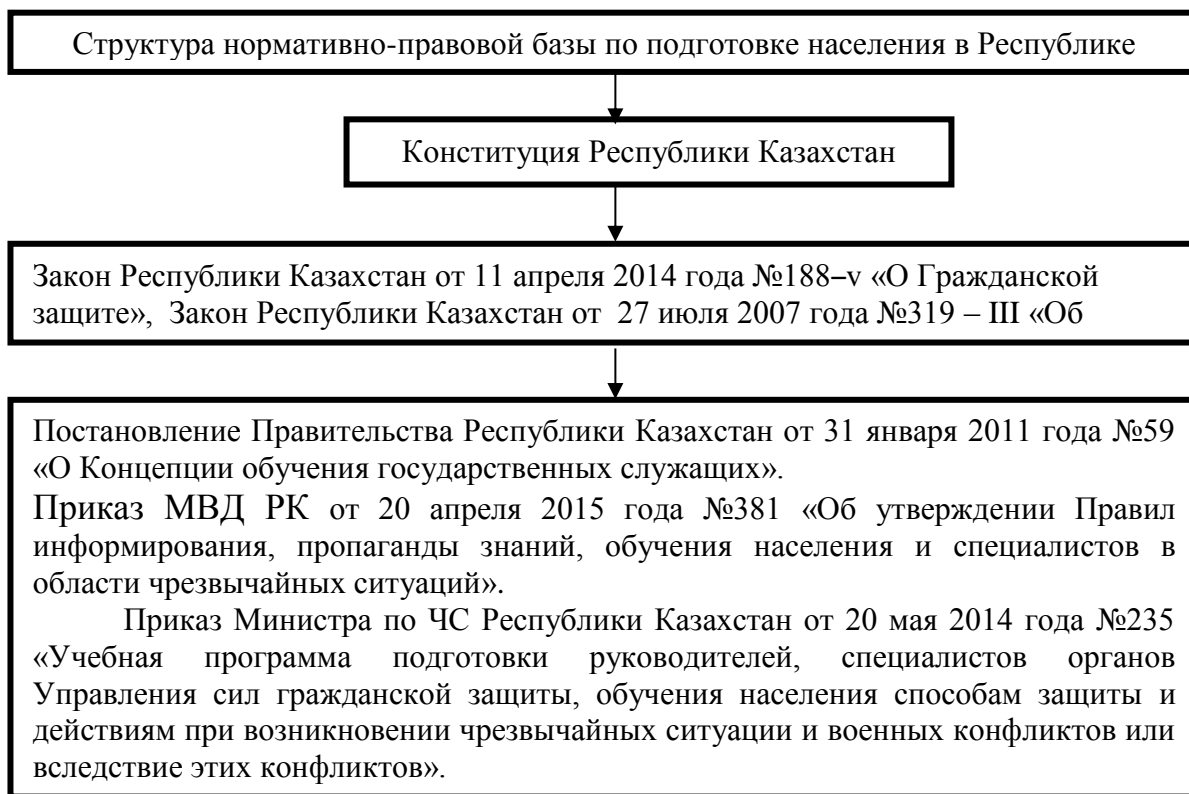 Структура нормативно-правовой базы по подготовке населения в Республике
Конституция Республики Казахстан
Закон Республики Казахстан от 11 апреля 2014 года №188–v «О Гражданской
защите», Закон Республики Казахстан от 27 июля 2007 года №319 – III «Об
Постановление Правительства Республики Казахстан от 31 января 2011 года №59
«О Концепции обучения государственных служащих».
Приказ МВД РК от 20 апреля 2015 года №381 «Об утверждении Правил
информирования, пропаганды знаний, обучения населения и специалистов в
области чрезвычайных ситуаций».
Приказ Министра по ЧС Республики Казахстан от 20 мая 2014 года №235
«Учебная программа подготовки руководителей, специалистов органов
Управления сил гражданской защиты, обучения населения способам защиты и
действиям при возникновении чрезвычайных ситуации и военных конфликтов или
вследствие этих конфликтов».